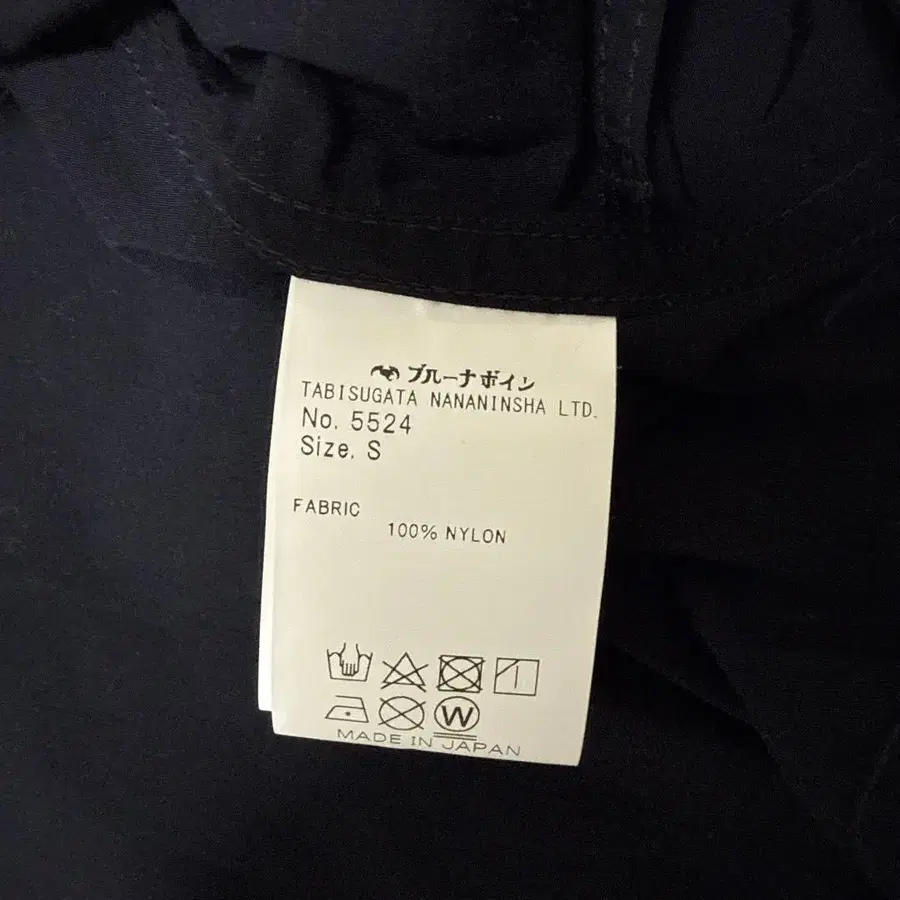 ブルーナボイン
TABISUGATA NANANINSHA LTD.
No. 5524
Size. S
FABRIC
100% NYLON
W
MADE IN JAPAN